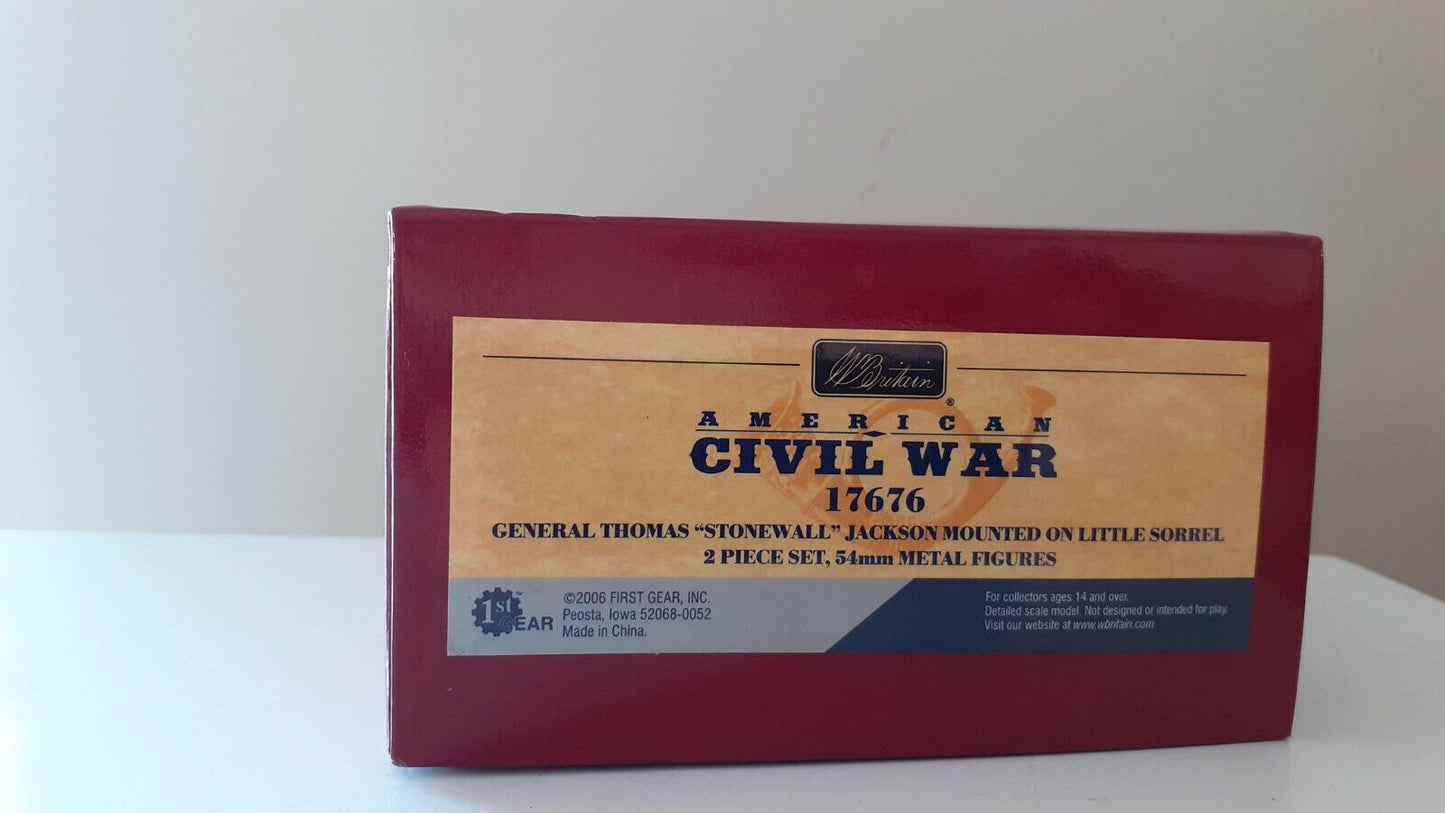 WBritain®
AMERICAN
CIVIL WAR
17676
GENERAL THOMAS “STONEWALL” JACKSON MOUNTED ON LITTLE SORREL
2 PIECE SET, 54mm METAL FIGURES
1st GEAR™
©2006 FIRST GEAR, INC.
Peosta, Iowa 52068-0052
Made in China.
For collectors ages 14 and over.
Detailed scale model. Not designed or intended for play.
Visit our website at www.wbritain.com